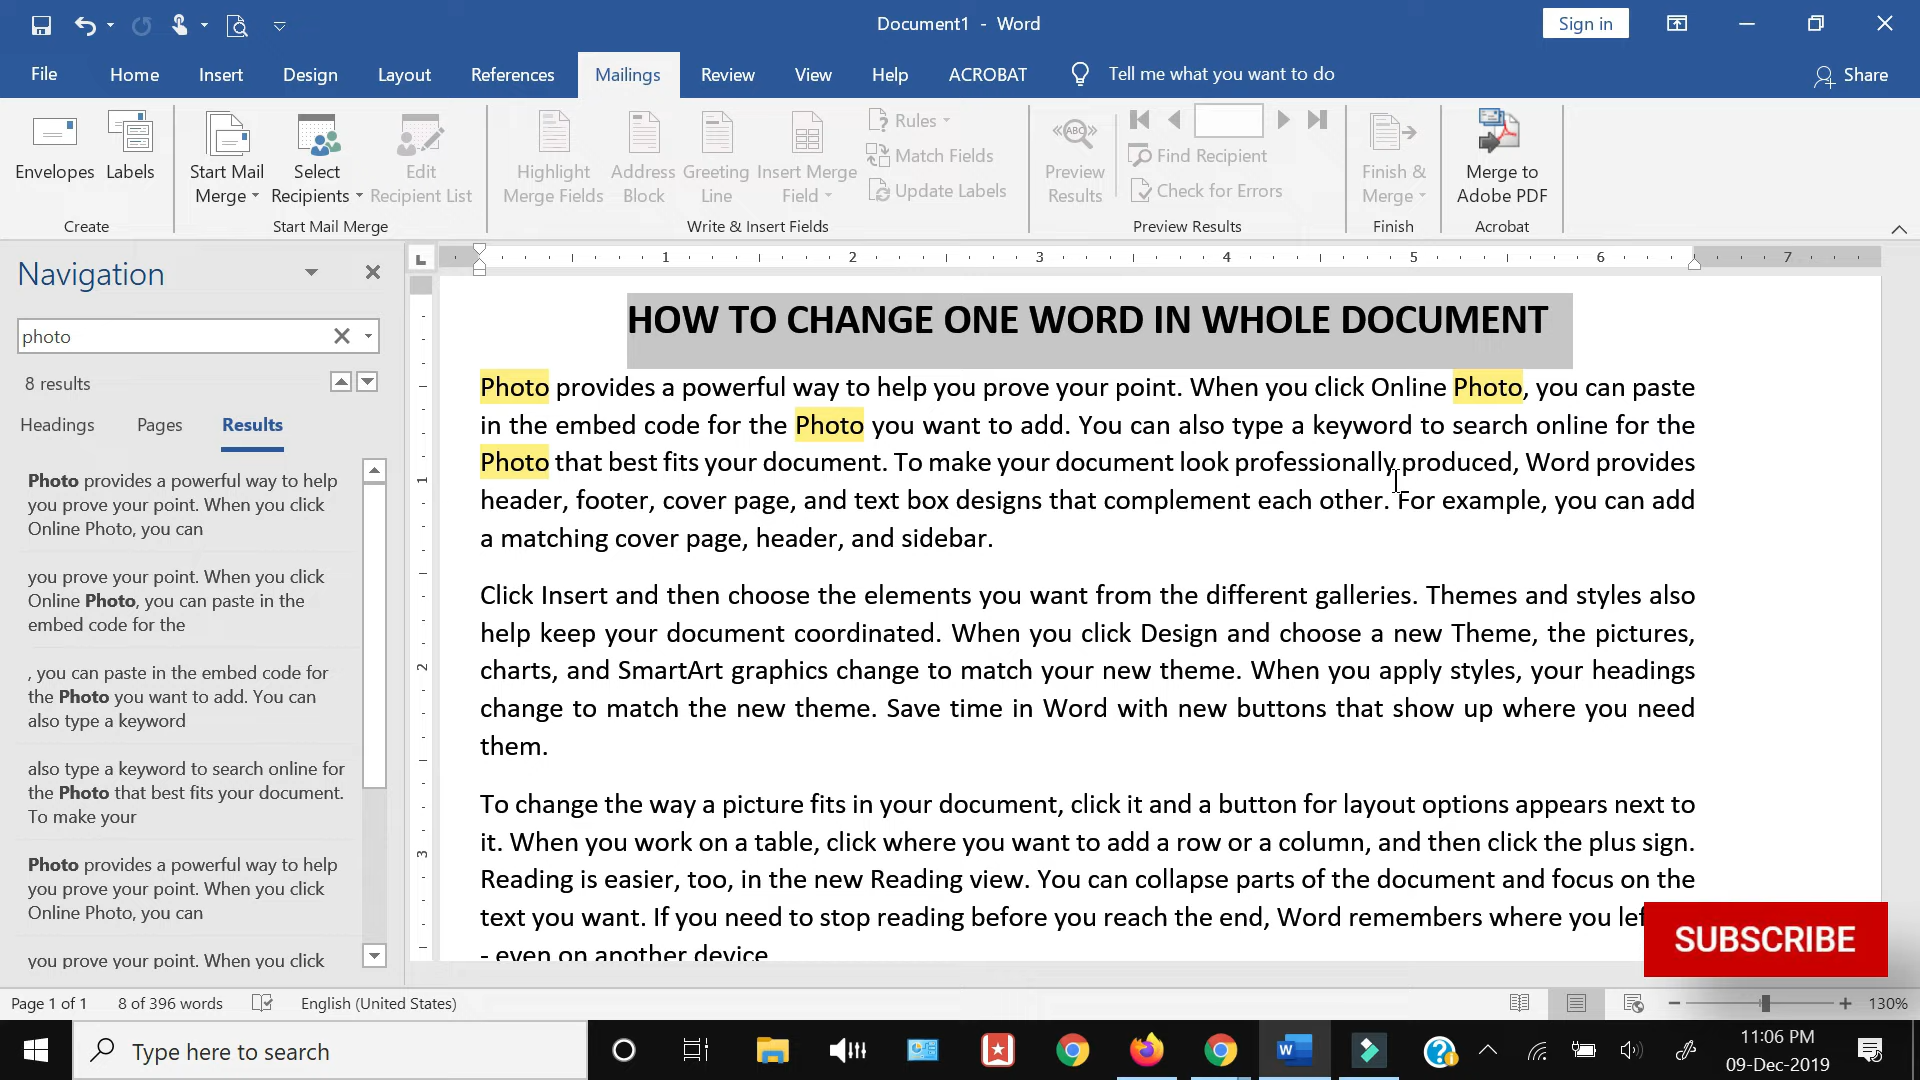 Document1 - Word
Sign in
File Home Insert Design Layout References Mailings Review View Help ACROBAT Tell me what you want to do Share
Envelopes Labels
Create
Start Mail Merge
Select Recipients
Edit Recipient List
Start Mail Merge
Highlight Merge Fields
Address Block
Greeting Line
Insert Merge Field
Rules
Match Fields
Update Labels
Write & Insert Fields
ABC
Preview Results
Find Recipient
Check for Errors
Preview Results
Finish & Merge
Finish
Merge to Adobe PDF
Acrobat
Navigation
photo
8 results
Headings Pages Results
Photo provides a powerful way to help
you prove your point. When you click
Online Photo, you can
you prove your point. When you click
Online Photo, you can paste in the
embed code for the
, you can paste in the embed code for
the Photo you want to add. You can
also type a keyword
also type a keyword to search online for
the Photo that best fits your document.
To make your
Photo provides a powerful way to help
you prove your point. When you click
Online Photo, you can
you prove your point. When you click
L
1 2 3 4 5 6 7
1
2
3
HOW TO CHANGE ONE WORD IN WHOLE DOCUMENT
Photo provides a powerful way to help you prove your point. When you click Online Photo, you can paste
in the embed code for the Photo you want to add. You can also type a keyword to search online for the
Photo that best fits your document. To make your document look professionally produced, Word provides
header, footer, cover page, and text box designs that complement each other. For example, you can add
a matching cover page, header, and sidebar.
Click Insert and then choose the elements you want from the different galleries. Themes and styles also
help keep your document coordinated. When you click Design and choose a new Theme, the pictures,
charts, and SmartArt graphics change to match your new theme. When you apply styles, your headings
change to match the new theme. Save time in Word with new buttons that show up where you need
them.
To change the way a picture fits in your document, click it and a button for layout options appears next to
it. When you work on a table, click where you want to add a row or a column, and then click the plus sign.
Reading is easier, too, in the new Reading view. You can collapse parts of the document and focus on the
text you want. If you need to stop reading before you reach the end, Word remembers where you lef
- even on another device
SUBSCRIBE
Page 1 of 1 8 of 396 words English (United States) 130%
Type here to search
11:06 PM
09-Dec-2019